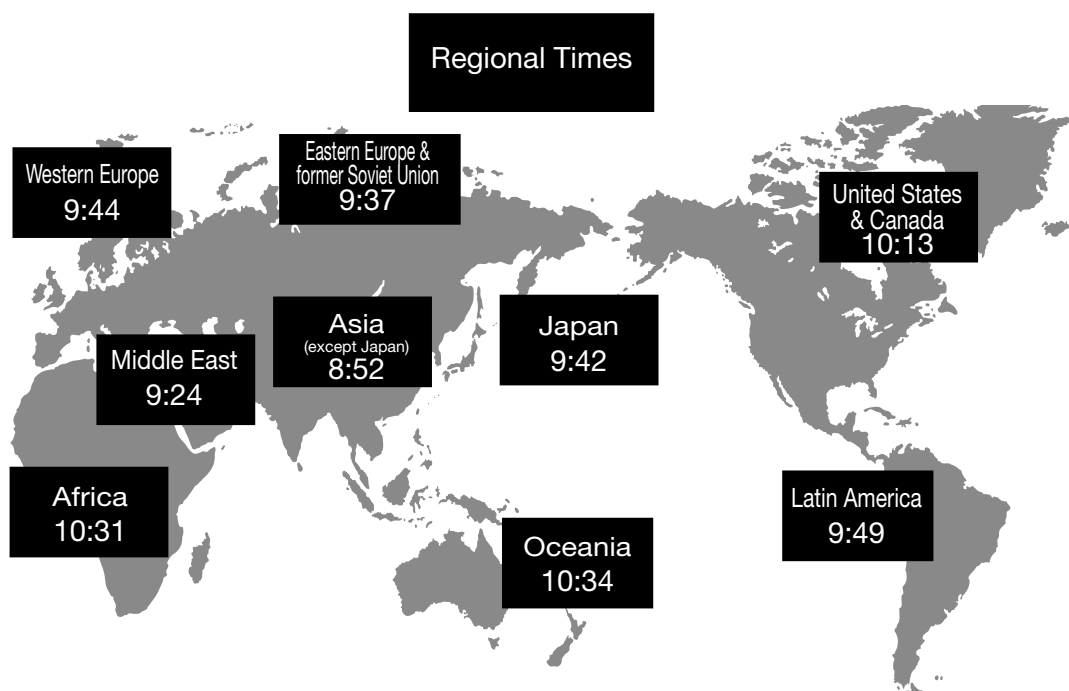 Regional Times
Western Europe
9:44
Eastern Europe &
former Soviet Union
9:37
United States
& Canada
10:13
Asia
(except Japan)
8:52
Japan
9:42
Middle East
9:24
Africa
10:31
Oceania
10:34
Latin America
9:49